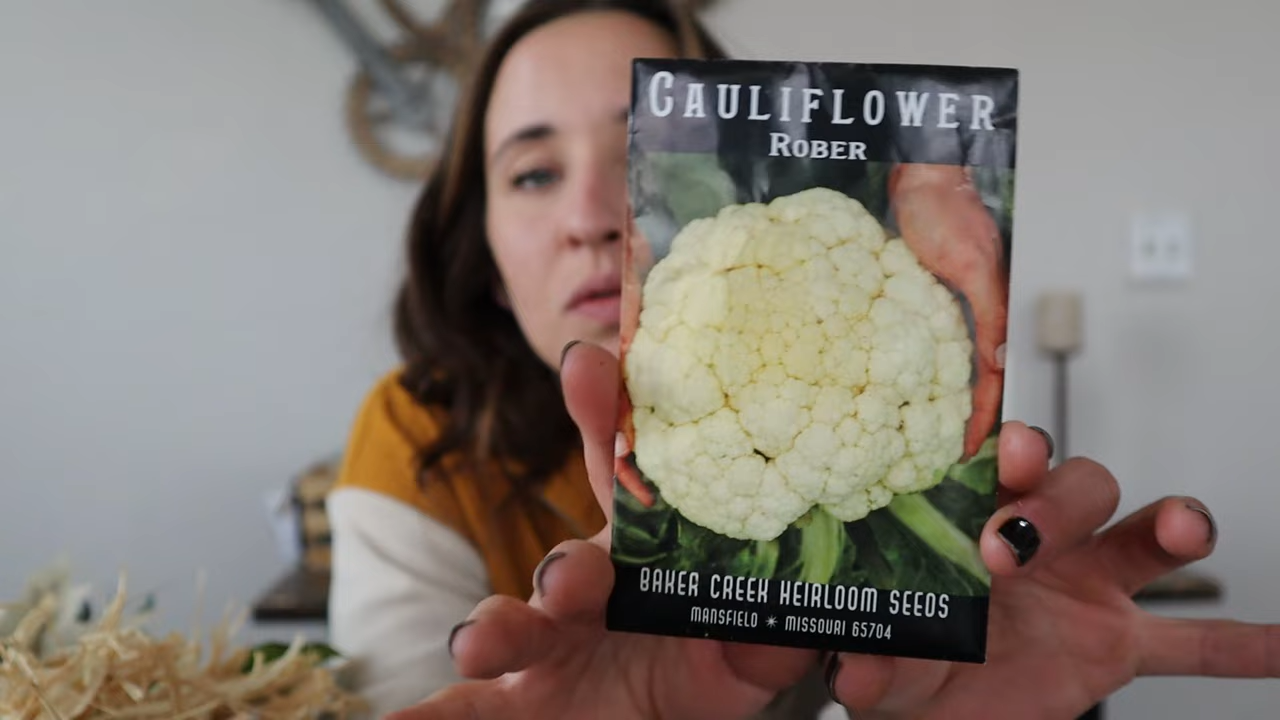 CAULIFLOWER
ROBER
BAKER CREEK HEIRLOOM SEEDS
MANSFIELD ✴ MISSOURI 65704